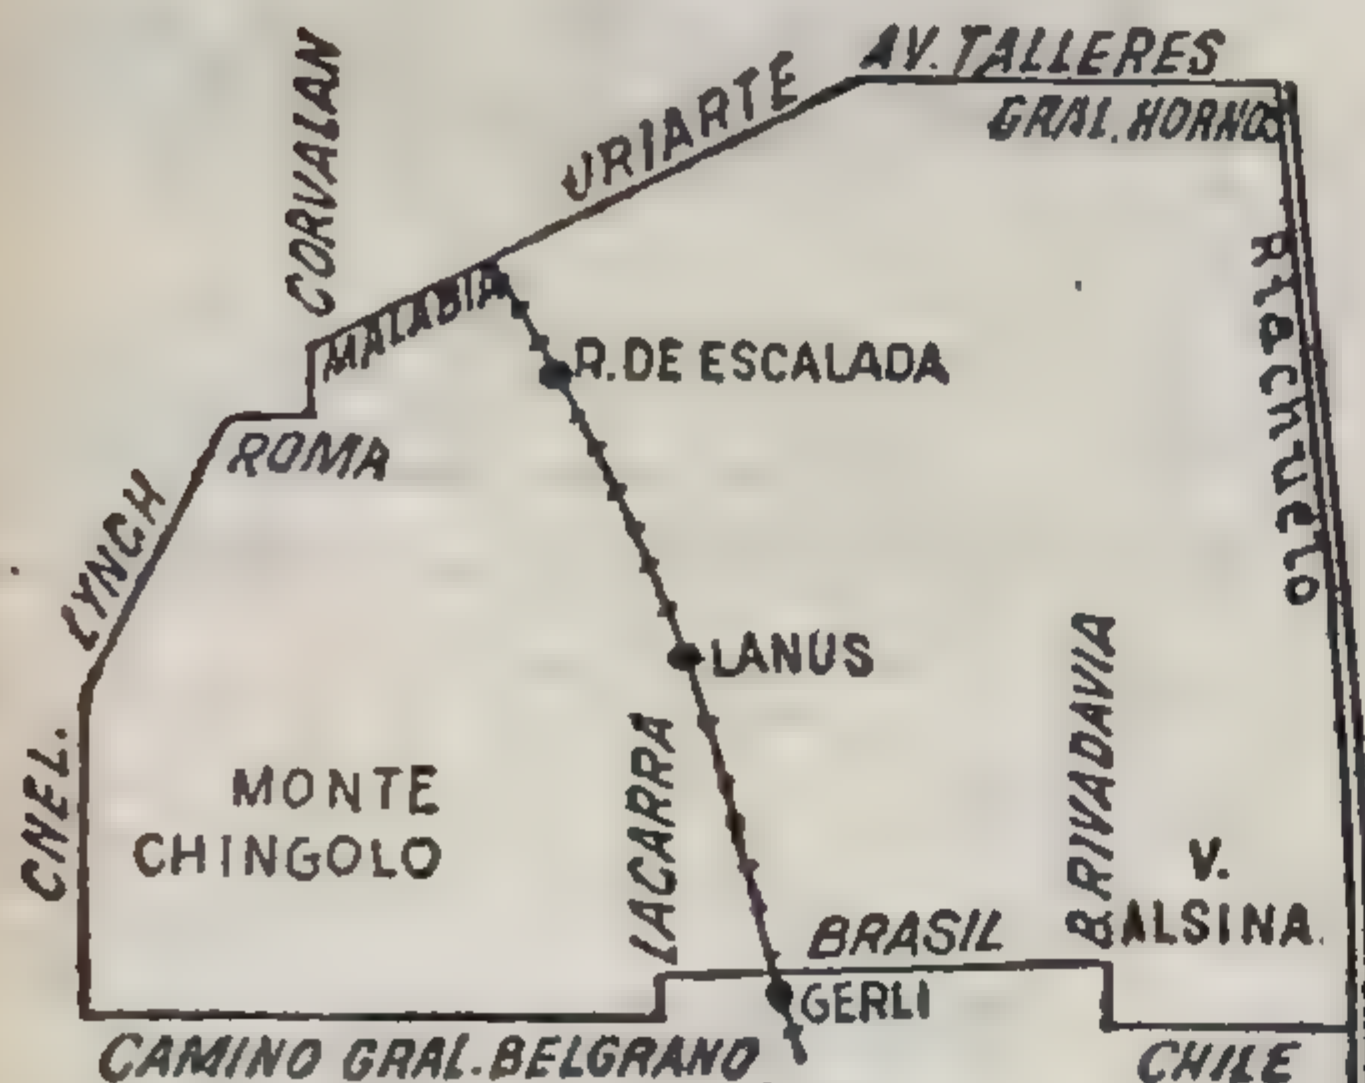 AV. TALLERES
GRAL. HORNOS
CORVALAN
URIARTE
MALABIA
R. DE ESCALADA
Riachuelo
ROMA
LYNCH
LANUS
B. RIVADAVIA
LACARRA
CNEL.
MONTE
CHINGOLO
V.
ALSINA.
BRASIL
GERLI
CAMINO GRAL. BELGRANO
CHILE